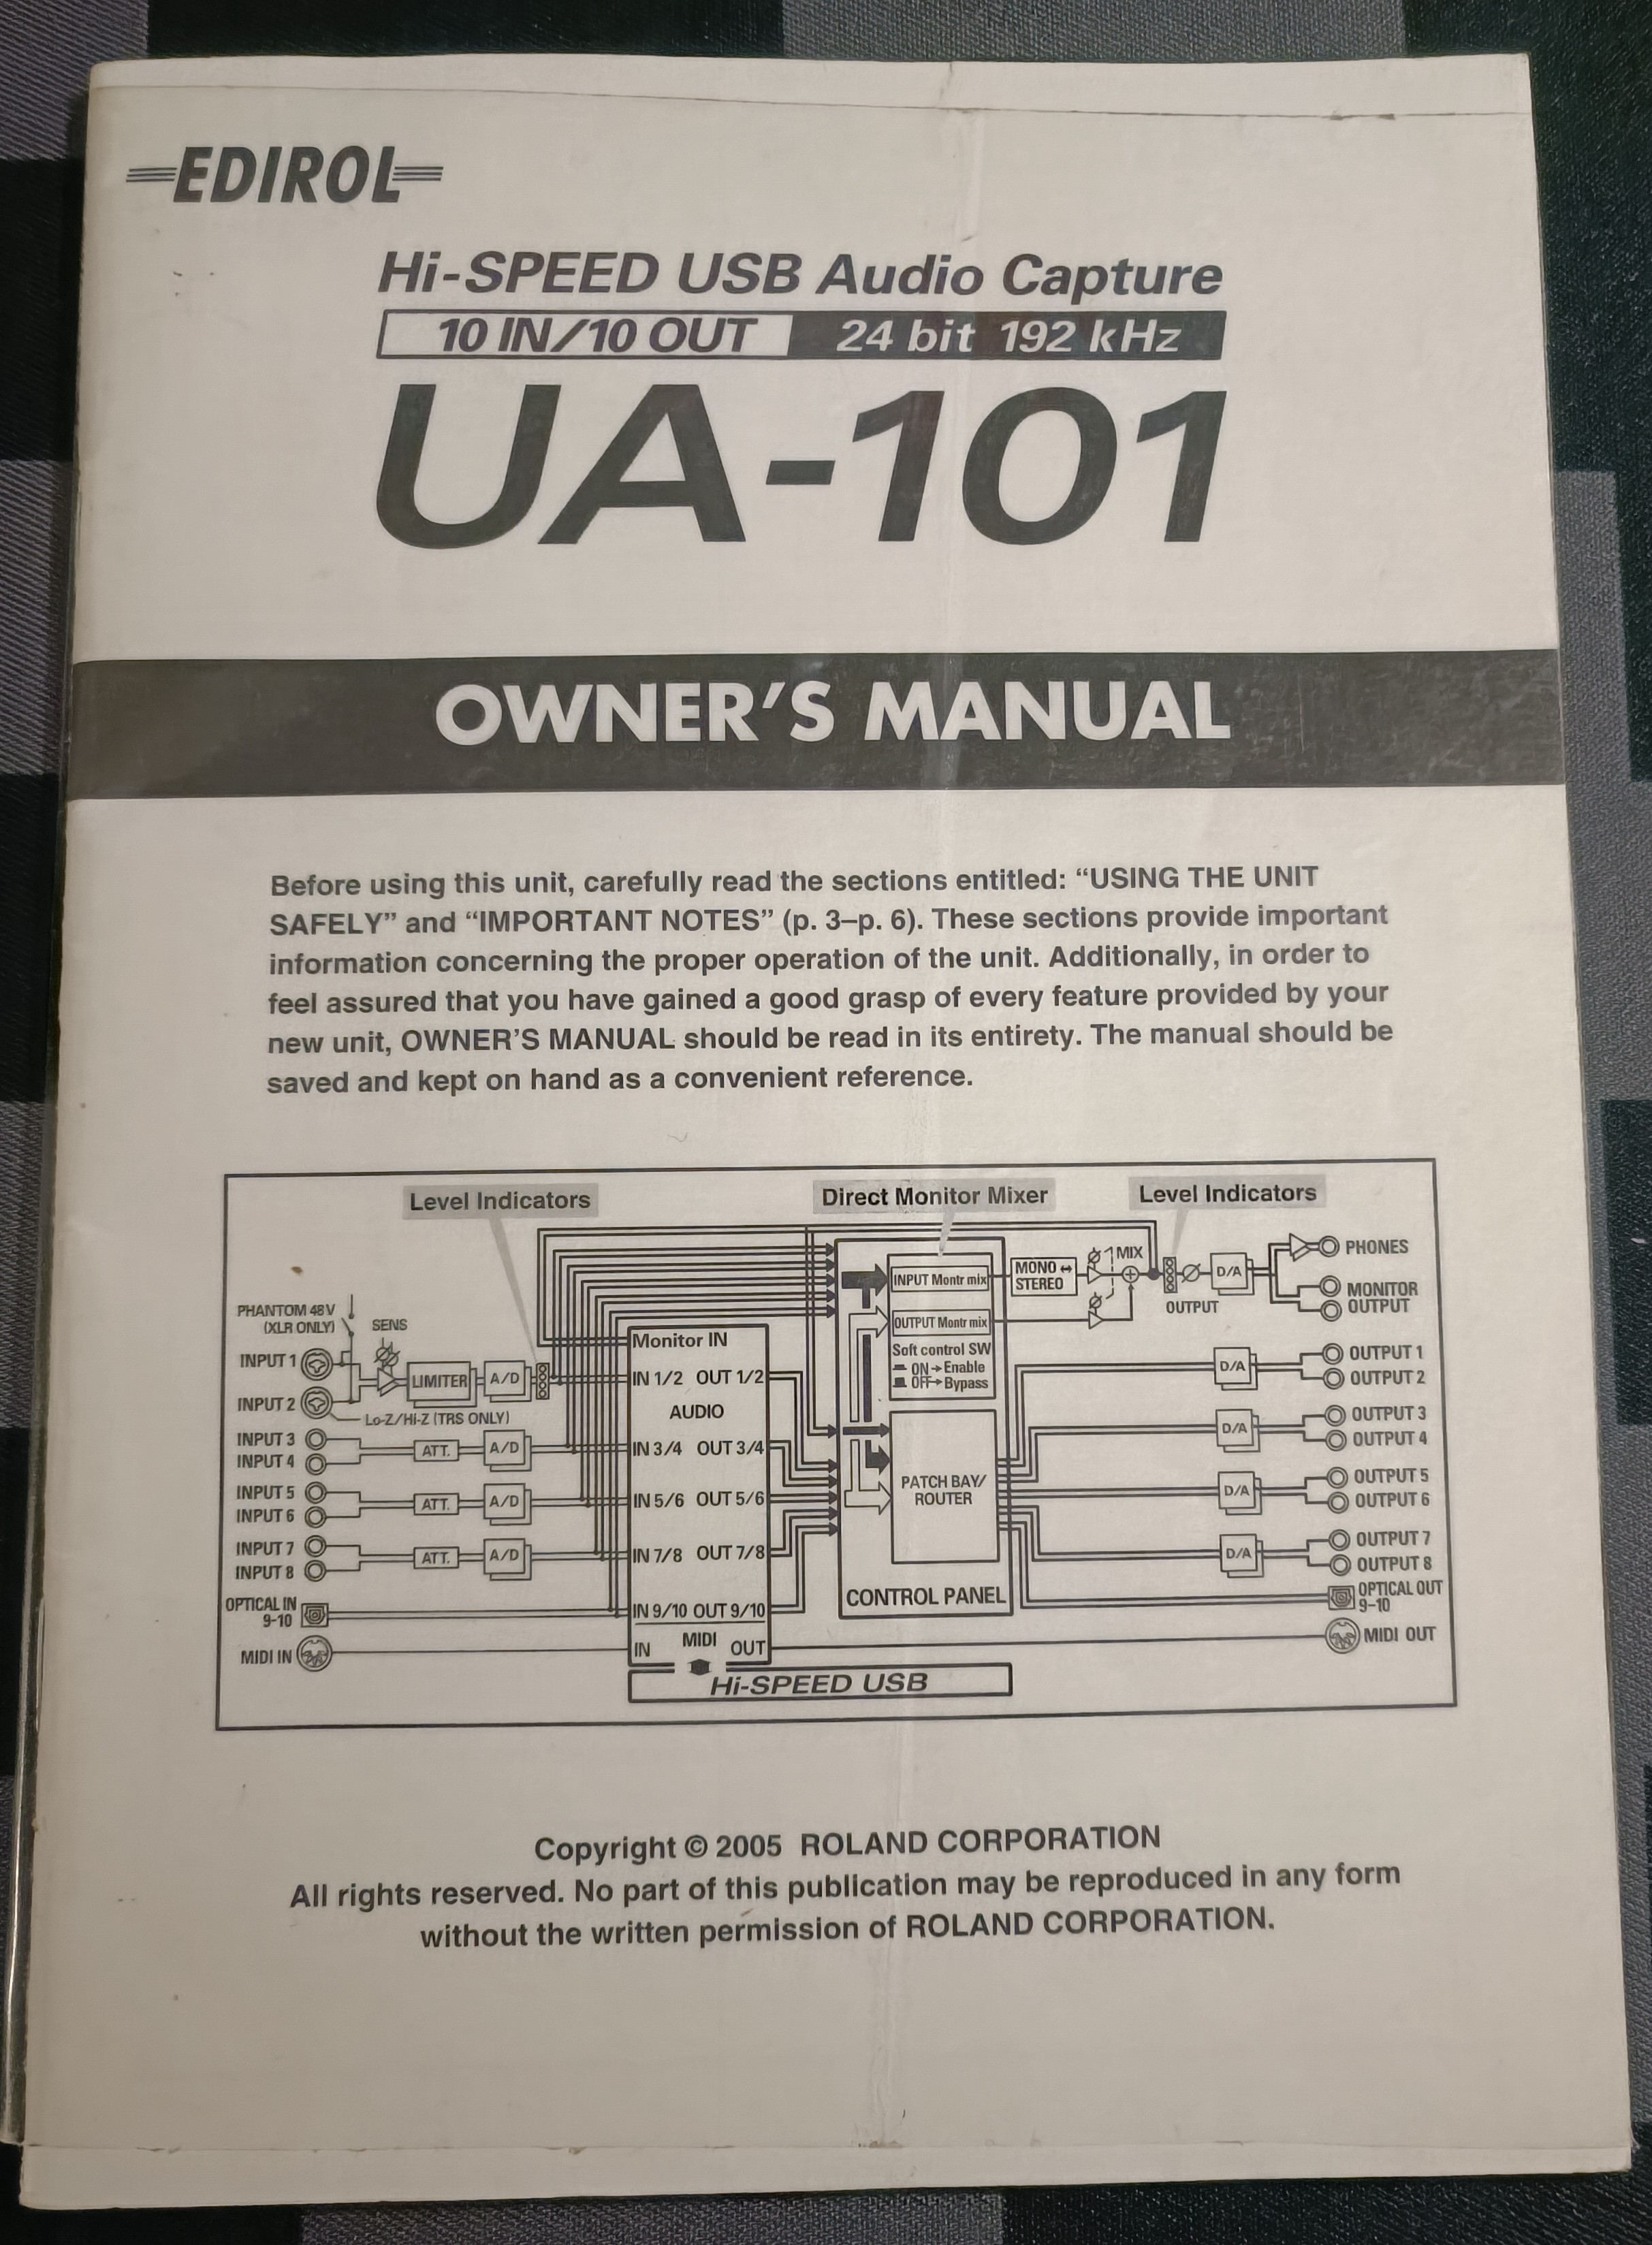 EDIROL
Hi-SPEED USB Audio Capture
10 IN/10 OUT 24 bit 192 kHz
UA-101
OWNER'S MANUAL
Before using this unit, carefully read the sections entitled: “USING THE UNIT
SAFELY” and “IMPORTANT NOTES” (p. 3–p. 6). These sections provide important
information concerning the proper operation of the unit. Additionally, in order to
feel assured that you have gained a good grasp of every feature provided by your
new unit, OWNER'S MANUAL should be read in its entirety. The manual should be
saved and kept on hand as a convenient reference.
Level Indicators
Direct Monitor Mixer
Level Indicators
PHANTOM 48V
(XLR ONLY)
SENS
INPUT 1
INPUT 2
LIMITER
A/D
Lo-Z/Hi-Z (TRS ONLY)
INPUT 3
INPUT 4
ATT.
A/D
INPUT 5
INPUT 6
ATT.
A/D
INPUT 7
INPUT 8
ATT.
A/D
OPTICAL IN
9-10
MIDI IN
Monitor IN
IN 1/2 OUT 1/2
AUDIO
IN 3/4 OUT 3/4
IN 5/6 OUT 5/6
IN 7/8 OUT 7/8
IN 9/10 OUT 9/10
IN MIDI OUT
Hi-SPEED USB
INPUT Montr mix
OUTPUT Montr mix
Soft control SW
ON→Enable
OFF→Bypass
PATCH BAY/
ROUTER
CONTROL PANEL
MONO ↔
STEREO
MIX
OUTPUT
D/A
PHONES
MONITOR
OUTPUT
D/A
OUTPUT 1
OUTPUT 2
D/A
OUTPUT 3
OUTPUT 4
D/A
OUTPUT 5
OUTPUT 6
D/A
OUTPUT 7
OUTPUT 8
OPTICAL OUT
9-10
MIDI OUT
Copyright © 2005 ROLAND CORPORATION
All rights reserved. No part of this publication may be reproduced in any form
without the written permission of ROLAND CORPORATION.